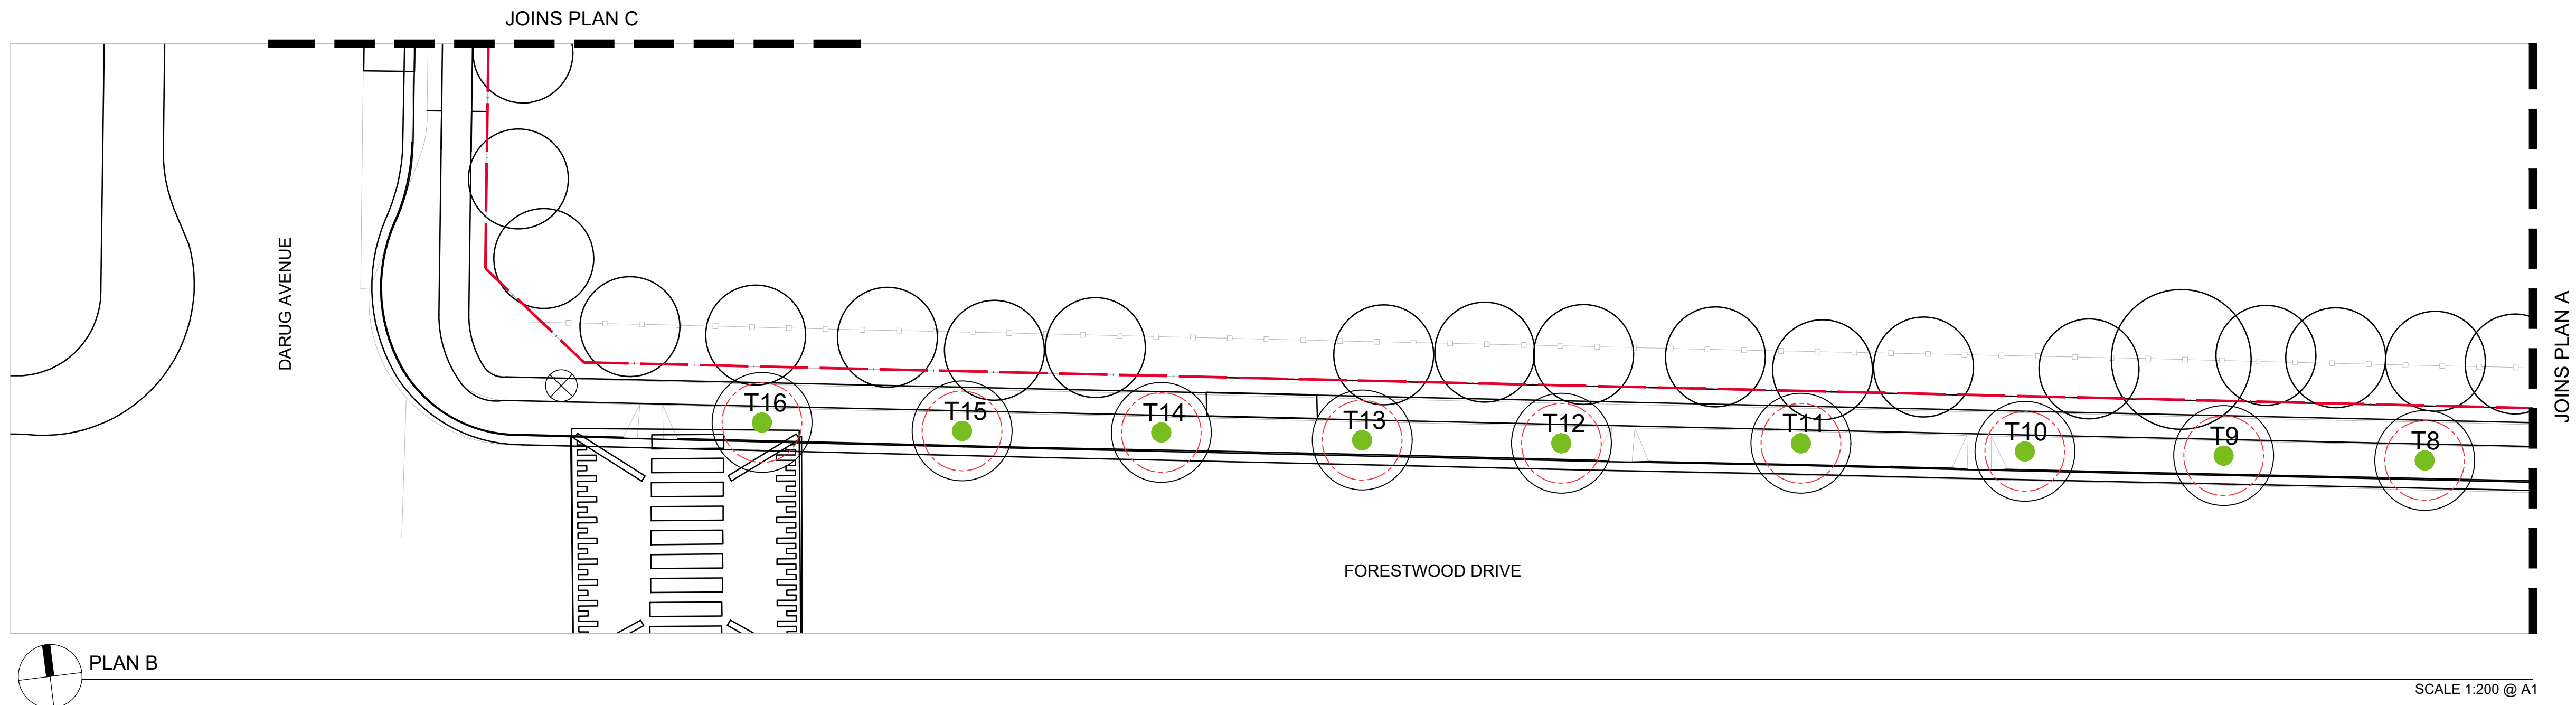 JOINS PLAN C
DARUG AVENUE
T16
T15
T14
T13
T12
T11
T10
T9
T8
JOINS PLAN A
FORESTWOOD DRIVE
PLAN B
SCALE 1:200 @ A1